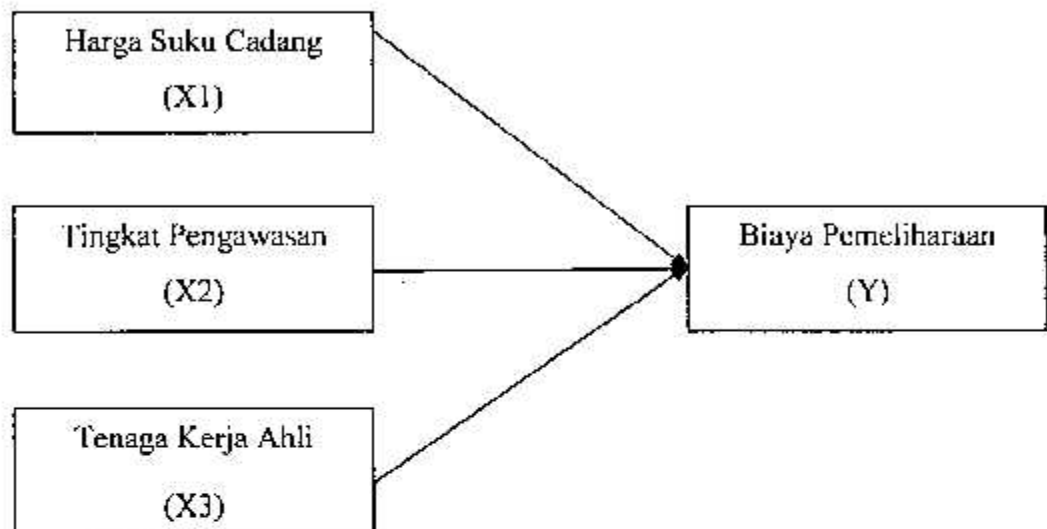 Harga Suku Cadang
(X1)
Tingkat Pengawasan
(X2)
Biaya Pemeliharaan
(Y)
Tenaga Kerja Ahli
(X3)